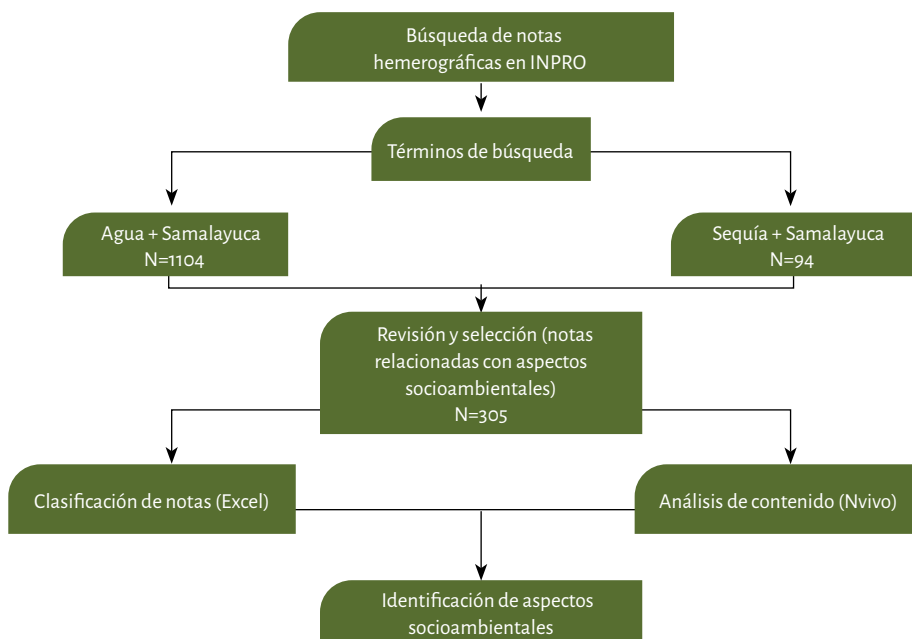 Búsqueda de notas
hemerográficas en INPRO
Términos de búsqueda
Agua + Samalayuca
N=1104
Sequía + Samalayuca
N=94
Revisión y selección (notas
relacionadas con aspectos
socioambientales)
N=305
Clasificación de notas (Excel)
Análisis de contenido (Nvivo)
Identificación de aspectos
socioambientales